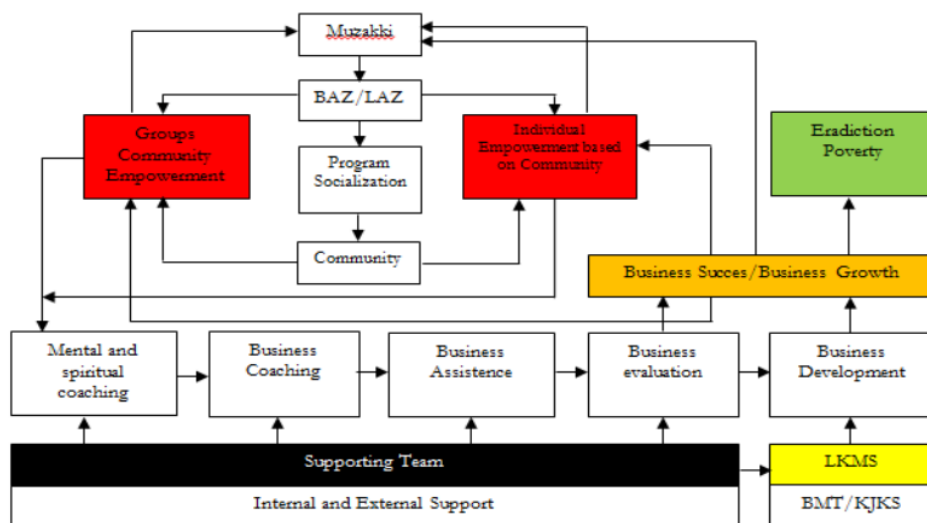 Muzakki
BAZ/LAZ
Groups
Community
Empowerment
Individual
Empowerment based
on Community
Eradiction
Poverty
Program
Socialization
Community
Business Succes/Business Growth
Mental and
spiritual
coaching
Business
Coaching
Business
Assistence
Business
evaluation
Business
Development
Supporting Team
LKMS
Internal and External Support
BMT/KJKS